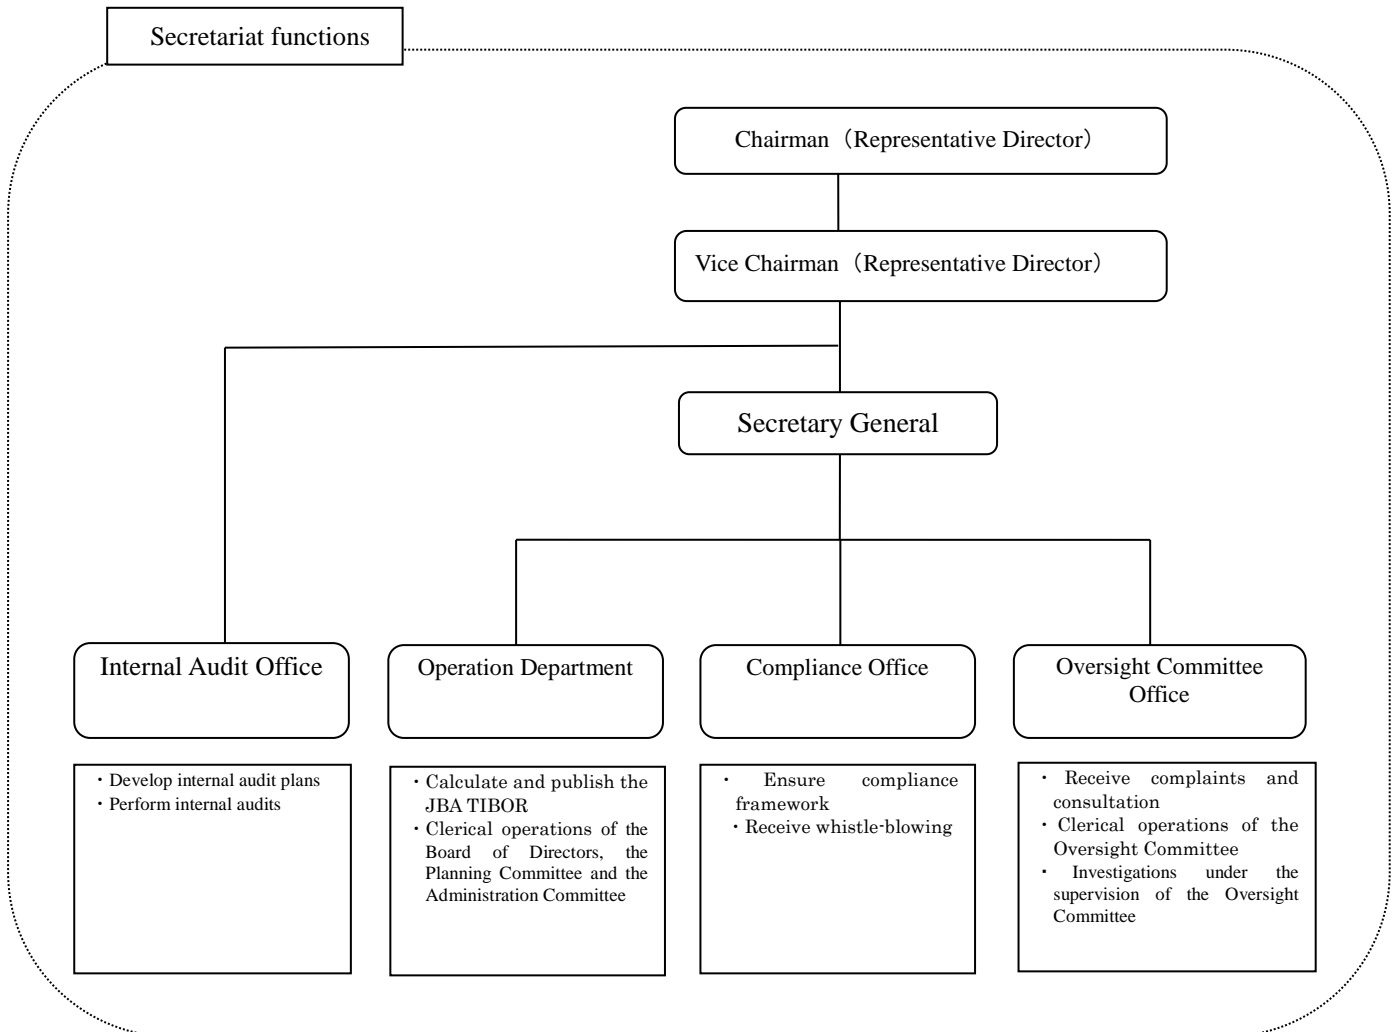 Secretariat functions
Chairman（Representative Director）
Vice Chairman（Representative Director）
Secretary General
Internal Audit Office
Operation Department
Compliance Office
Oversight Committee
Office
・Develop internal audit plans
・Perform internal audits
・Calculate and publish the
JBA TIBOR
・Clerical operations of the
Board of Directors, the
Planning Committee and the
Administration Committee
・ Ensure compliance
framework
・Receive whistle-blowing
・ Receive complaints and
consultation
・Clerical operations of the
Oversight Committee
・ Investigations under the
supervision of the Oversight
Committee